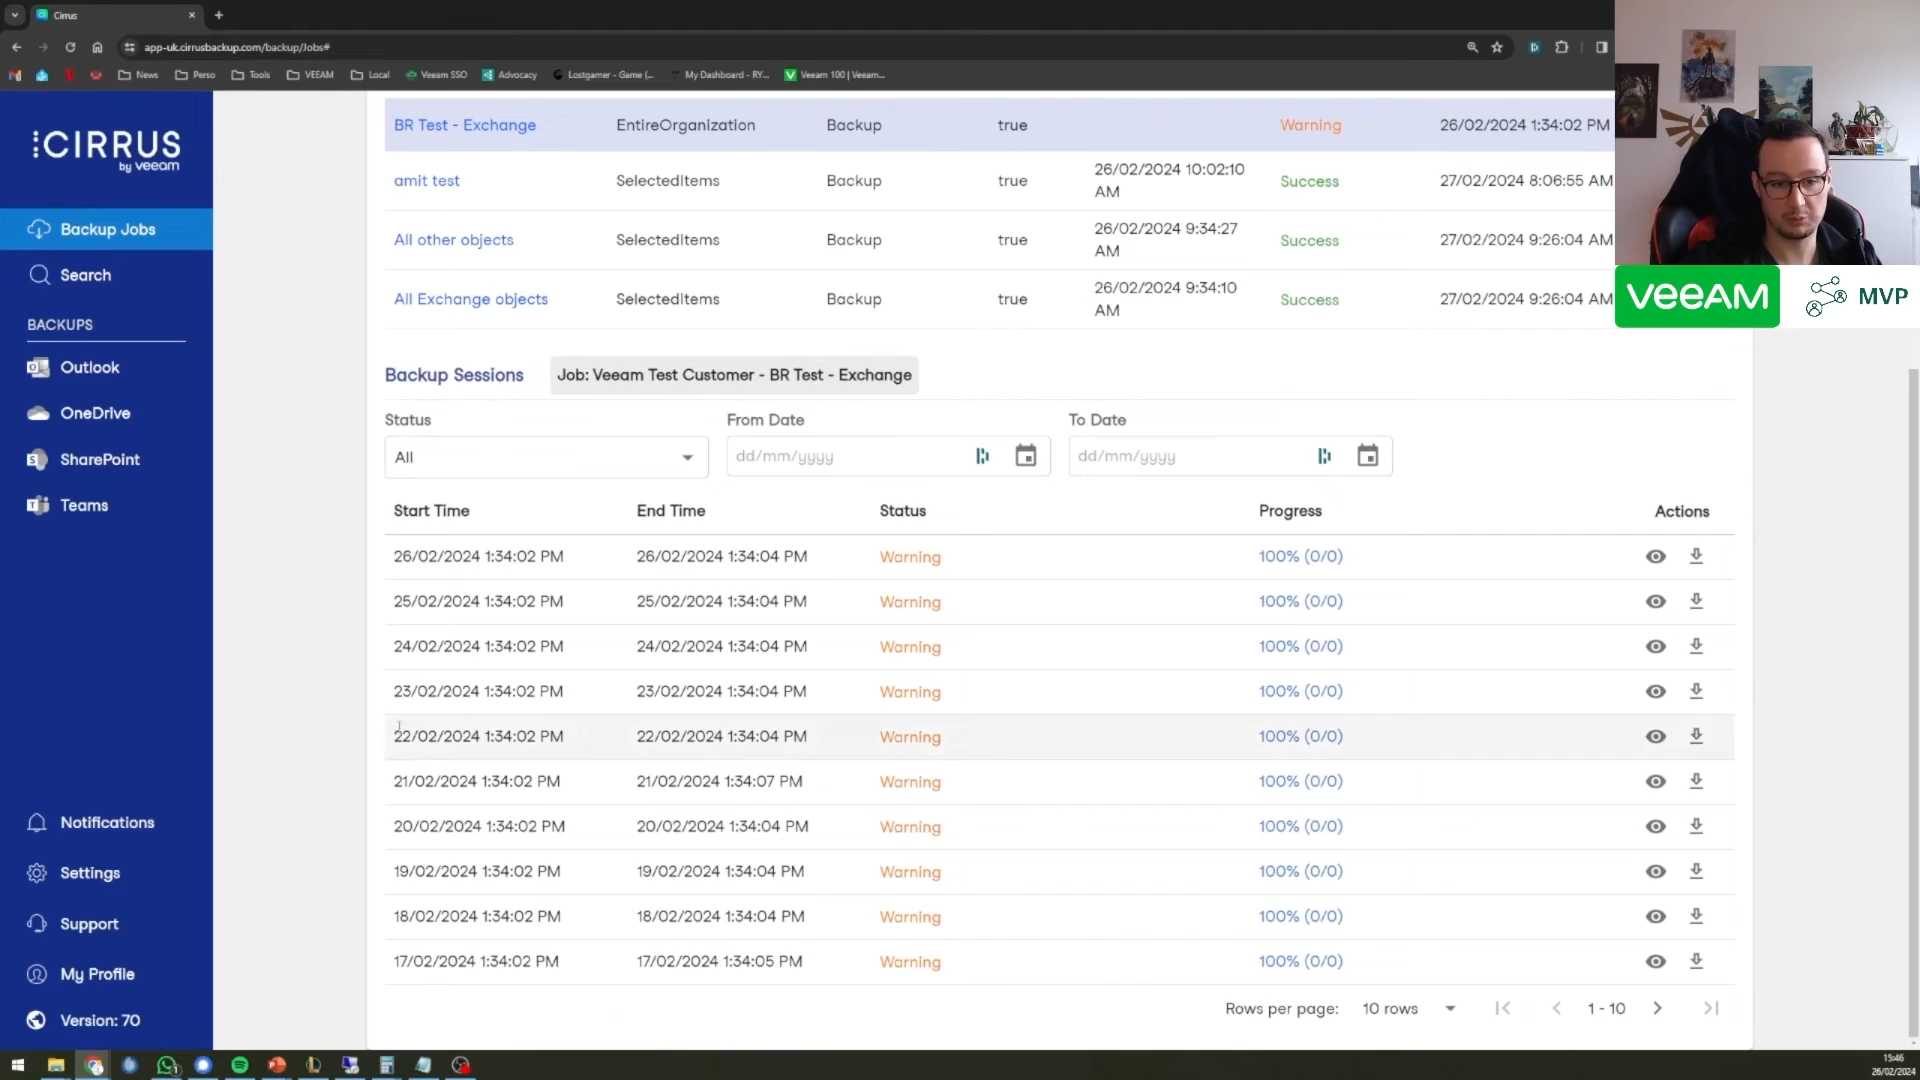 Cirrus
app-uk.cirrusbackup.com/backup/Jobs#
News
Perso
Tools
VEEAM
Local
Veeam SSO
Advocacy
Lostgamer - Game (...
My Dashboard - RY...
Veeam 100 | Veeam...
CIRRUS
by veeam
Backup Jobs
Search
BACKUPS
Outlook
OneDrive
SharePoint
Teams
Notifications
Settings
Support
My Profile
Version: 70
BR Test - Exchange EntireOrganization Backup true Warning 26/02/2024 1:34:02 PM
amit test SelectedItems Backup true 26/02/2024 10:02:10 AM Success 27/02/2024 8:06:55 AM
All other objects SelectedItems Backup true 26/02/2024 9:34:27 AM Success 27/02/2024 9:26:04 AM
All Exchange objects SelectedItems Backup true 26/02/2024 9:34:10 AM Success 27/02/2024 9:26:04 AM
Backup Sessions Job: Veeam Test Customer - BR Test - Exchange
Status From Date To Date
All dd/mm/yyyy dd/mm/yyyy
Start Time End Time Status Progress Actions
26/02/2024 1:34:02 PM 26/02/2024 1:34:04 PM Warning 100% (0/0)
25/02/2024 1:34:02 PM 25/02/2024 1:34:04 PM Warning 100% (0/0)
24/02/2024 1:34:02 PM 24/02/2024 1:34:04 PM Warning 100% (0/0)
23/02/2024 1:34:02 PM 23/02/2024 1:34:04 PM Warning 100% (0/0)
22/02/2024 1:34:02 PM 22/02/2024 1:34:04 PM Warning 100% (0/0)
21/02/2024 1:34:02 PM 21/02/2024 1:34:07 PM Warning 100% (0/0)
20/02/2024 1:34:02 PM 20/02/2024 1:34:04 PM Warning 100% (0/0)
19/02/2024 1:34:02 PM 19/02/2024 1:34:04 PM Warning 100% (0/0)
18/02/2024 1:34:02 PM 18/02/2024 1:34:04 PM Warning 100% (0/0)
17/02/2024 1:34:02 PM 17/02/2024 1:34:05 PM Warning 100% (0/0)
Rows per page: 10 rows 1 - 10
veeAM
MVP
15:46
26/02/2024